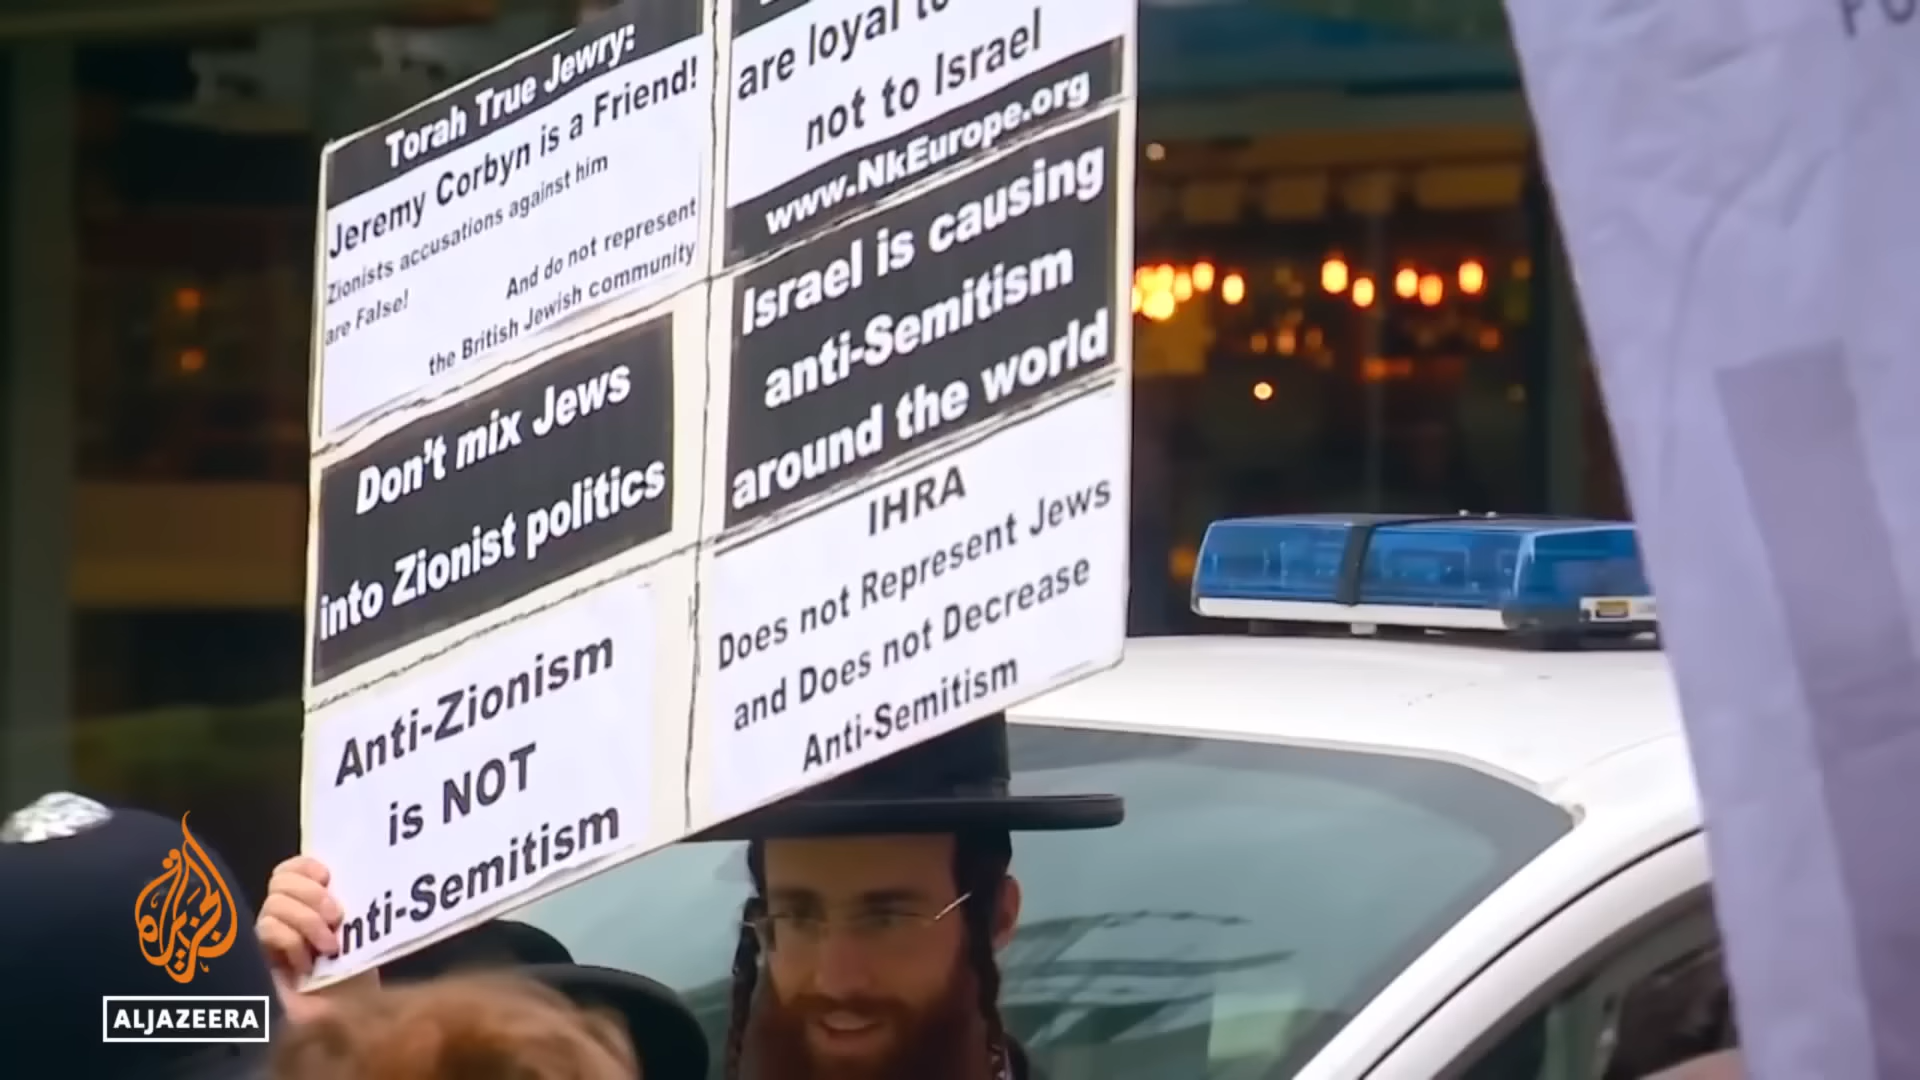 Torah True Jewry:
Jeremy Corbyn is a Friend!
Zionists accusations against him
are False!
And do not represent
the British Jewish community
Don't mix Jews
into Zionist politics
Anti-Zionism
is NOT
nti-Semitism
are loyal to
not to Israel
www.NkEurope.org
Israel is causing
anti-Semitism
around the world
IHRA
Does not Represent Jews
and Does not Decrease
Anti-Semitism
الجزيرة
ALJAZEERA